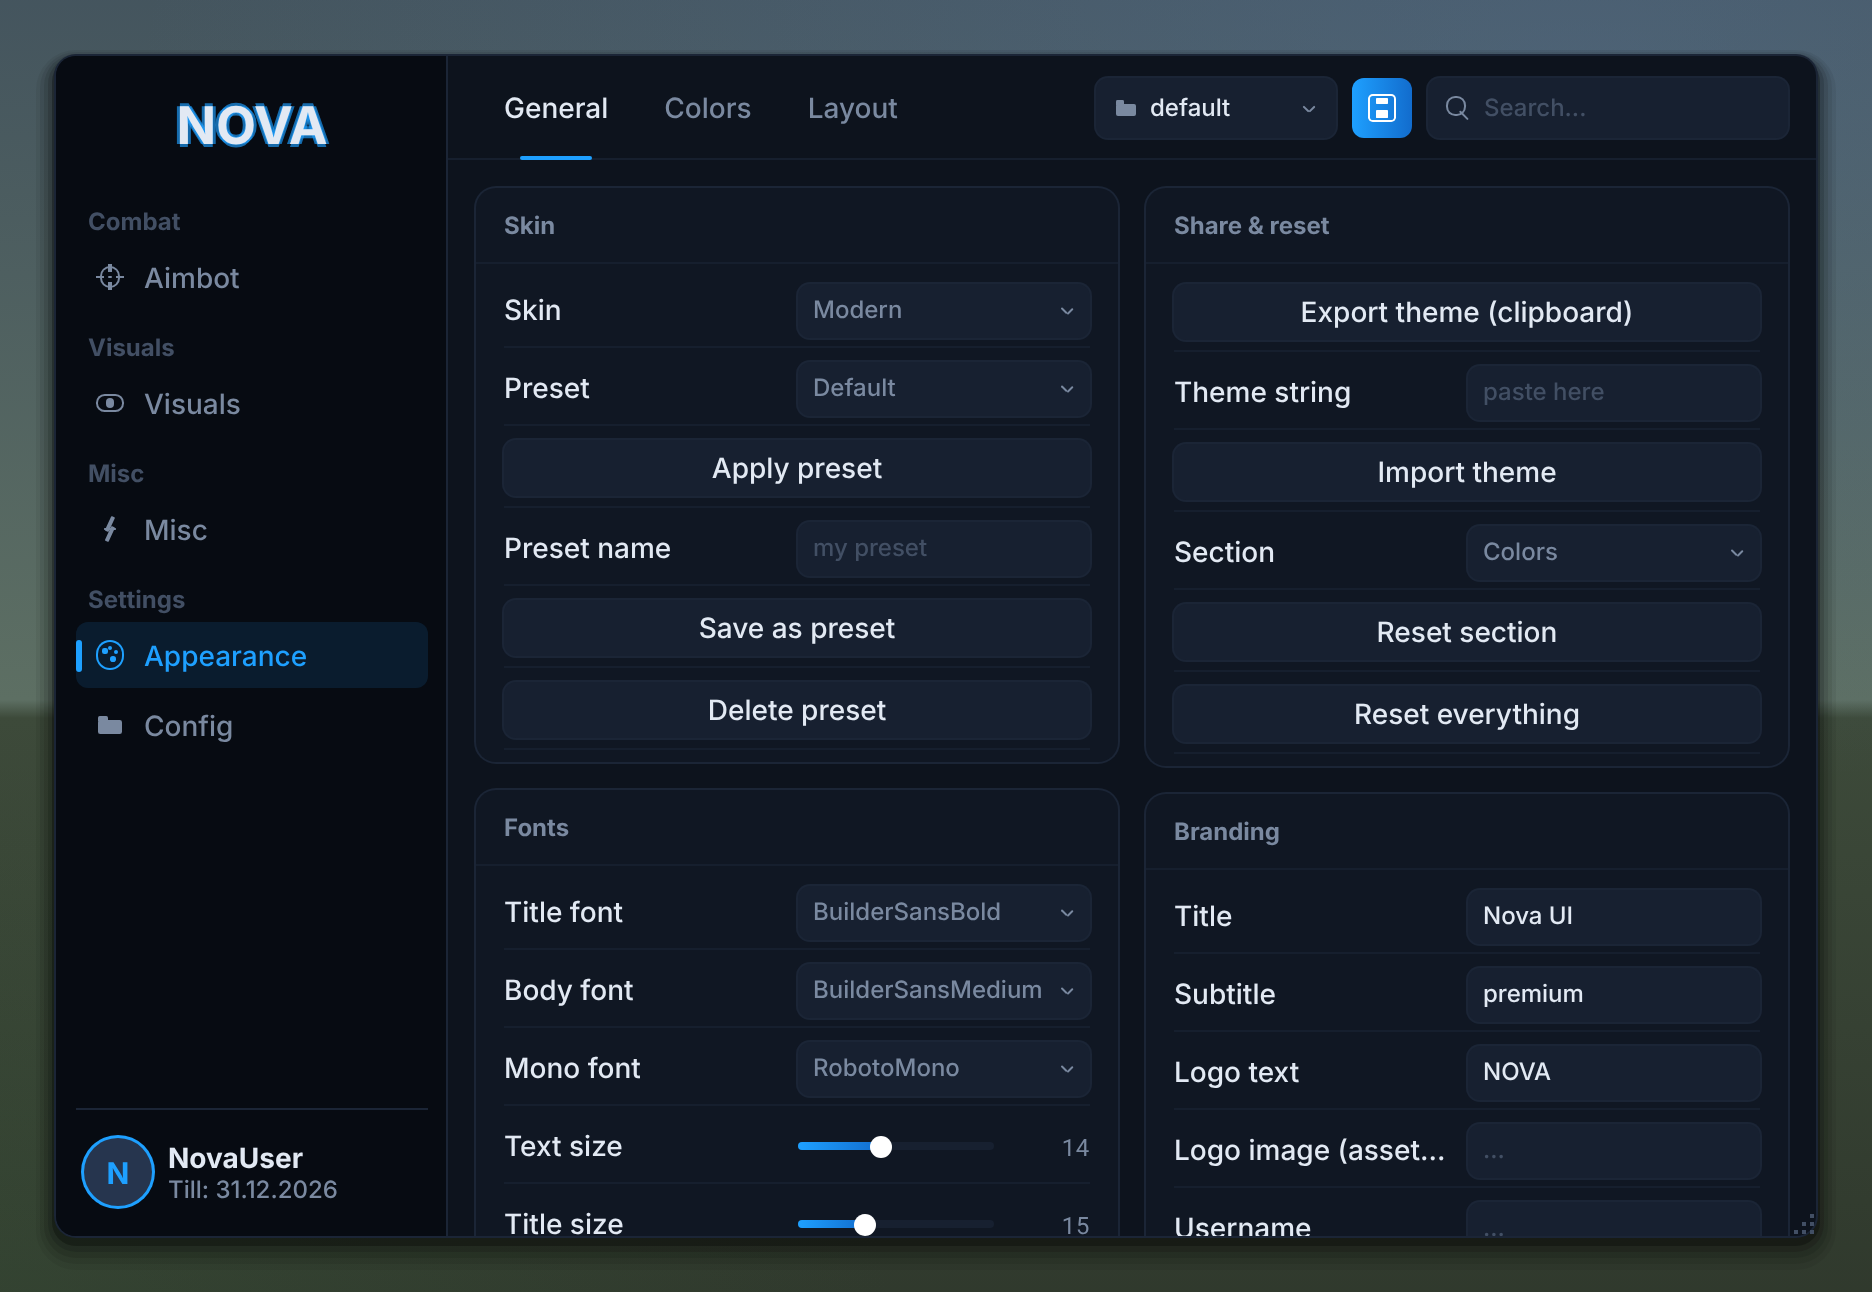 NOVA
Combat
Aimbot
Visuals
Visuals
Misc
Misc
Settings
Appearance
Config
N
NovaUser
Till: 31.12.2026
General Colors Layout
default
Search...
Skin
Skin Modern
Preset Default
Apply preset
Preset name my preset
Save as preset
Delete preset
Fonts
Title font BuilderSansBold
Body font BuilderSansMedium
Mono font RobotoMono
Text size 14
Title size 15
Share & reset
Export theme (clipboard)
Theme string paste here
Import theme
Section Colors
Reset section
Reset everything
Branding
Title Nova UI
Subtitle premium
Logo text NOVA
Logo image (asset... ...
Username ...